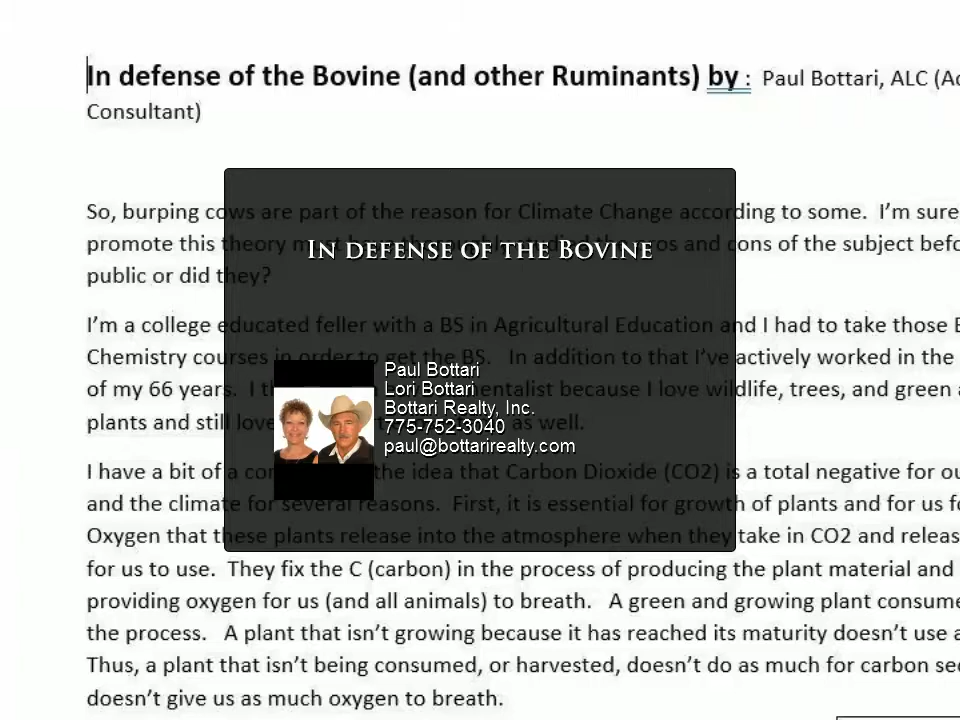 In defense of the Bovine (and other Ruminants) by : Paul Bottari, ALC (Ac
Consultant)
So, burping cows are part of the reason for Climate Change according to some. I'm sure
promote this theory and cons of the subject befo
public or did they?
IN DEFENSE OF THE BOVINE
I'm a college educated feller with a BS in Agricultural Education and I had to take those
Chemistry courses in order to get the BS. In addition to that I've actively worked in the
of my 66 years. I because I love wildlife, trees, and green
plants and still love as well.
Paul Bottari
Lori Bottari
Bottari Realty, Inc.
775-752-3040
paul@bottarirealty.com
I have a bit of a the idea that Carbon Dioxide (CO2) is a total negative for ou
and the climate for several reasons. First, it is essential for growth of plants and for us fo
Oxygen that these plants release into the atmosphere when they take in CO2 and releas
for us to use. They fix the C (carbon) in the process of producing the plant material and
providing oxygen for us (and all animals) to breath. A green and growing plant consume
the process. A plant that isn't growing because it has reached its maturity doesn't use a
Thus, a plant that isn't being consumed, or harvested, doesn't do as much for carbon sec
doesn't give us as much oxygen to breath.